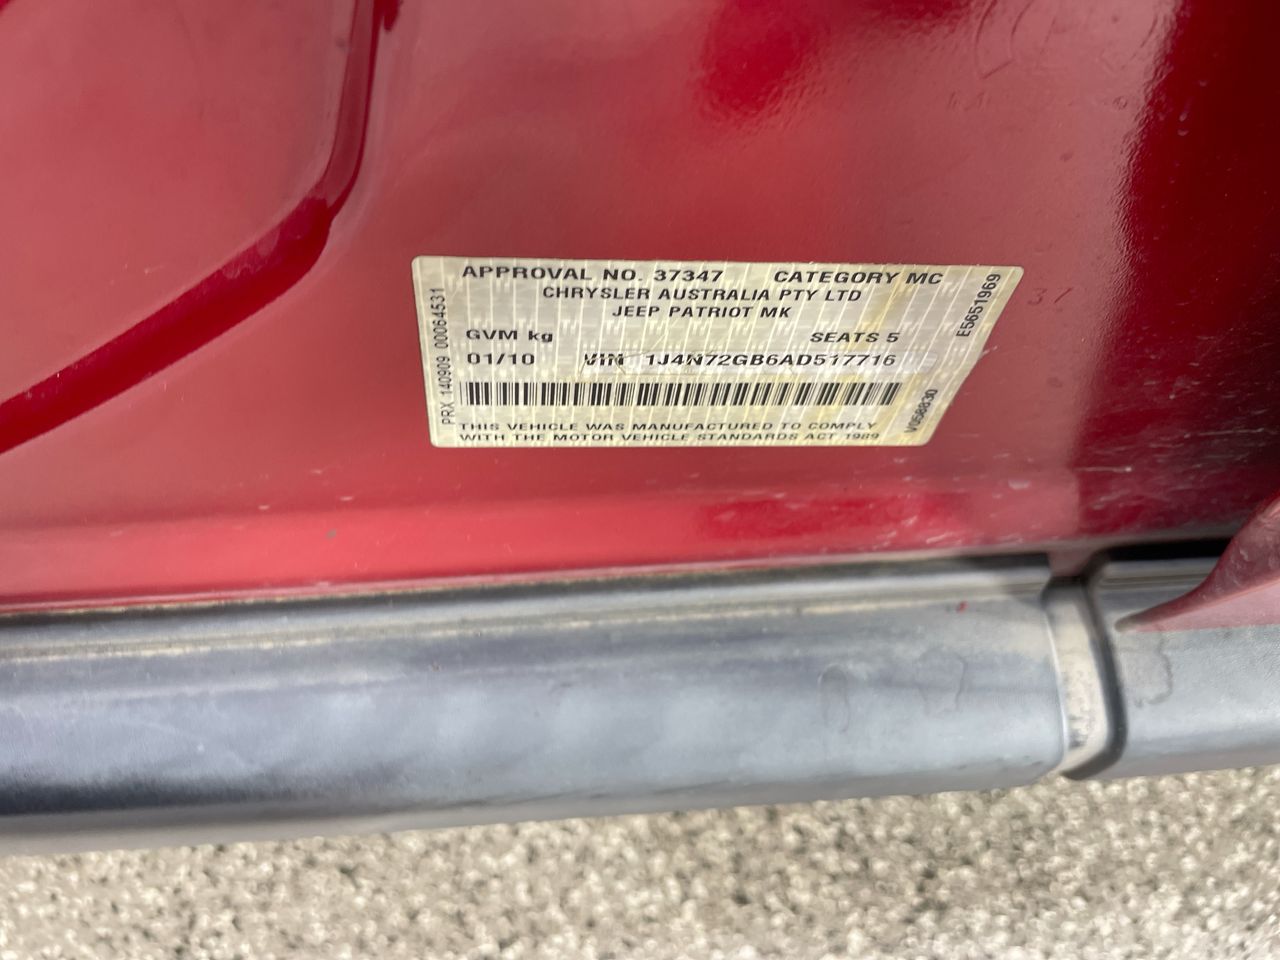 APPROVAL NO. 37347 CATEGORY MC
CHRYSLER AUSTRALIA PTY LTD
JEEP PATRIOT MK
GVM kg SEATS 5
01/10 VIN 1J4N72GB6AD517716
THIS VEHICLE WAS MANUFACTURED TO COMPLY
WITH THE MOTOR VEHICLE STANDARDS ACT 1989
PRX 140909 00064531
E5651969
V058830